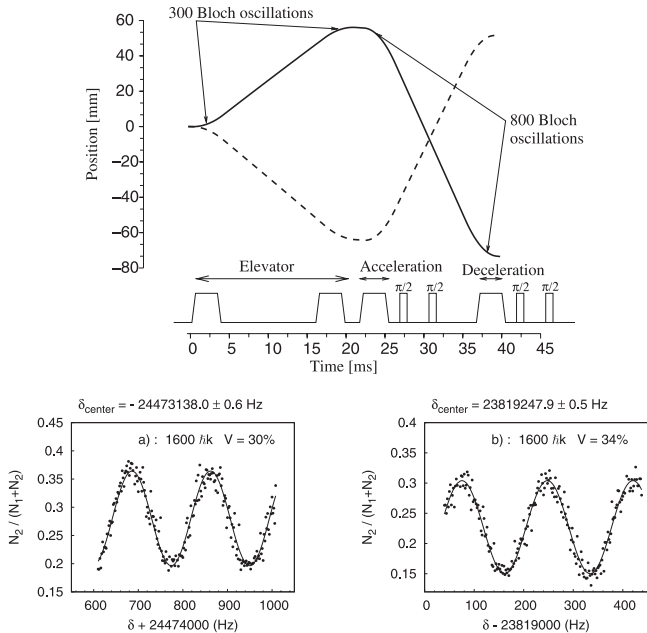 300 Bloch oscillations
60
40
20
0
−20
−40
−60
−80
Position [mm]
800 Bloch
oscillations
Elevator
Acceleration
Deceleration
π/2 π/2 π/2 π/2
0 5 10 15 20 25 30 35 40 45
Time [ms]
δcenter = - 24473138.0 ± 0.6 Hz
a) : 1600 ħk V = 30%
0.45
0.4
0.35
0.3
0.25
0.2
0.15
N2 / (N1+N2)
600 700 800 900 1000
δ + 24474000 (Hz)
δcenter = 23819247.9 ± 0.5 Hz
b) : 1600 ħk V = 34%
0.4
0.35
0.3
0.25
0.2
0.15
N2 / (N1+N2)
0 100 200 300 400
δ - 23819000 (Hz)